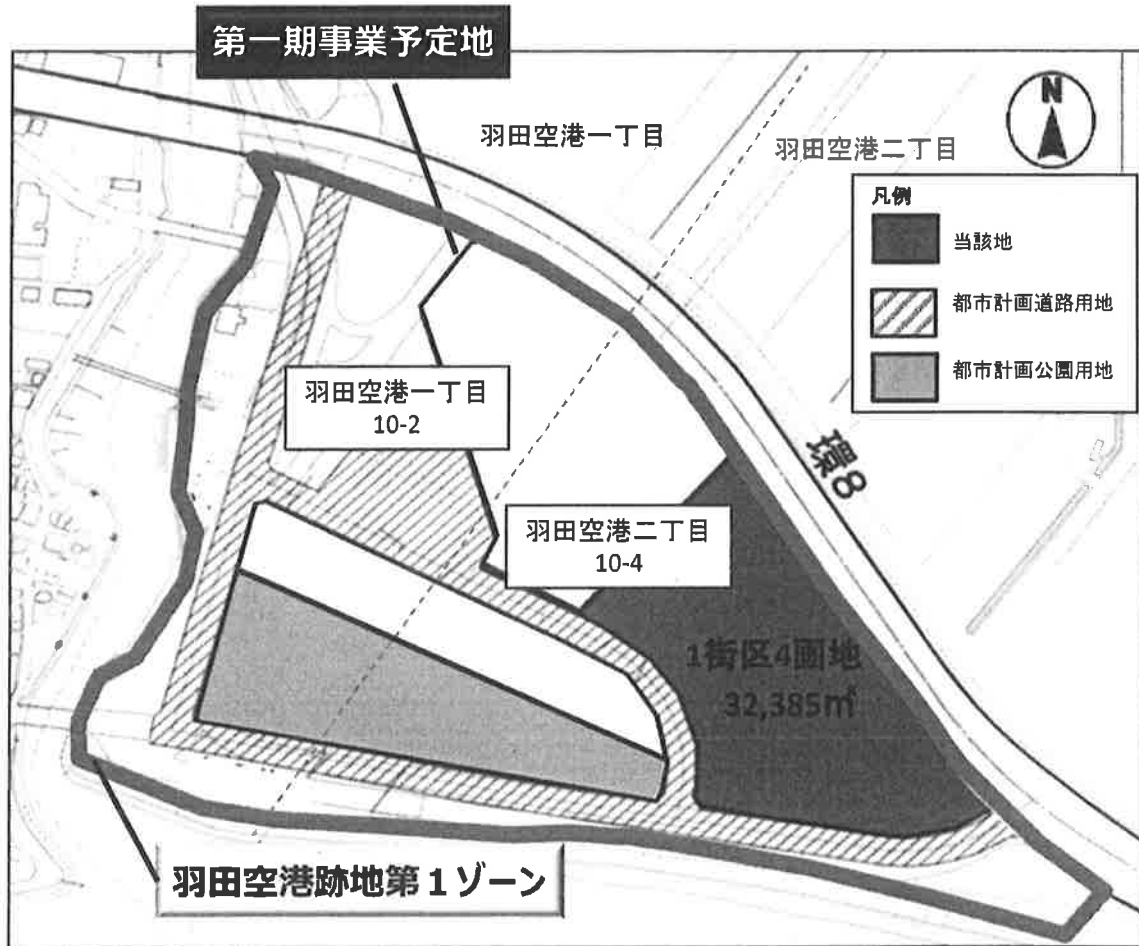 第一期事業予定地
羽田空港一丁目
羽田空港二丁目
N
凡例
当該地
都市計画道路用地
都市計画公園用地
羽田空港一丁目
10-2
環8
羽田空港二丁目
10-4
1街区4画地
32,385㎡
羽田空港跡地第1ゾーン